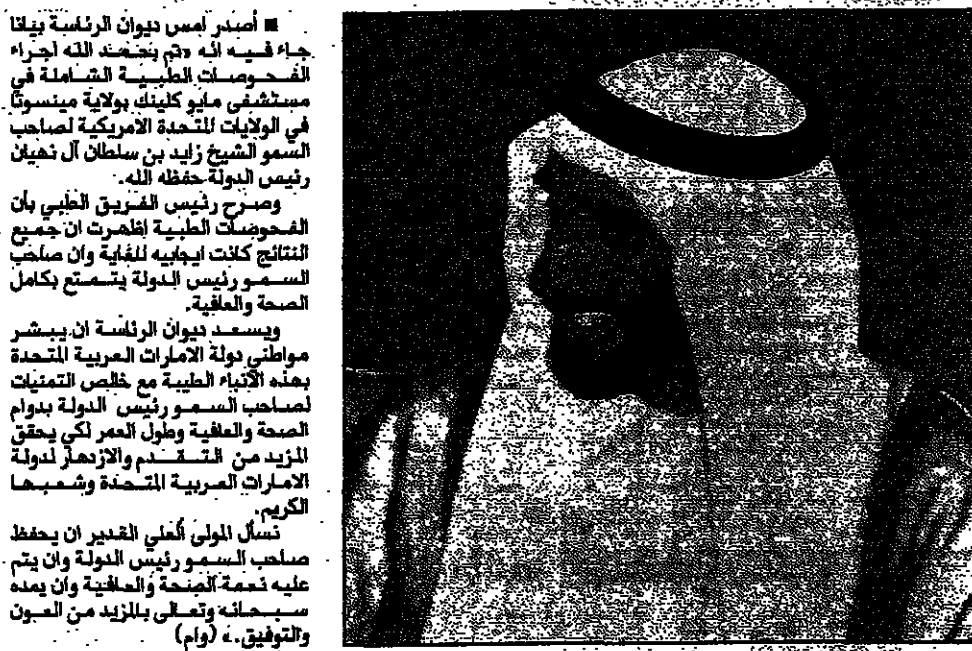 ■ أصدر امس ديوان الرئاسة بيانا
جاء فيه انه «تم بحمد الله اجراء
الفحوصات الطبية الشاملة في
مستشفى مايو كلينك بولاية مينسوتا
في الولايات المتحدة الامريكية لصاحب
السمو الشيخ زايد بن سلطان آل نهيان
رئيس الدولة حفظه الله.
وصرح رئيس الفريق الطبي بأن
الفحوصات الطبية اظهرت ان جميع
النتائج كانت ايجابيه للغاية وان صاحب
السمو رئيس الدولة يتمتع بكامل
الصحة والعافية.
ويسعد ديوان الرئاسة ان يبشر
مواطني دولة الامارات العربية المتحدة
بهذه الانباء الطيبة مع خالص التمنيات
لصاحب السمو رئيس الدولة بدوام
الصحة والعافية وطول العمر لكي يحقق
المزيد من التقدم والازدهار لدولة
الامارات العربية المتحدة وشعبها
الكريم.
نسأل المولى العلي القدير ان يحفظ
صاحب السمو رئيس الدولة وان يتم
عليه نعمة الصحة والعافية وان يمده
سبحانه وتعالى بالمزيد من العون
والتوفيق.» (وام)